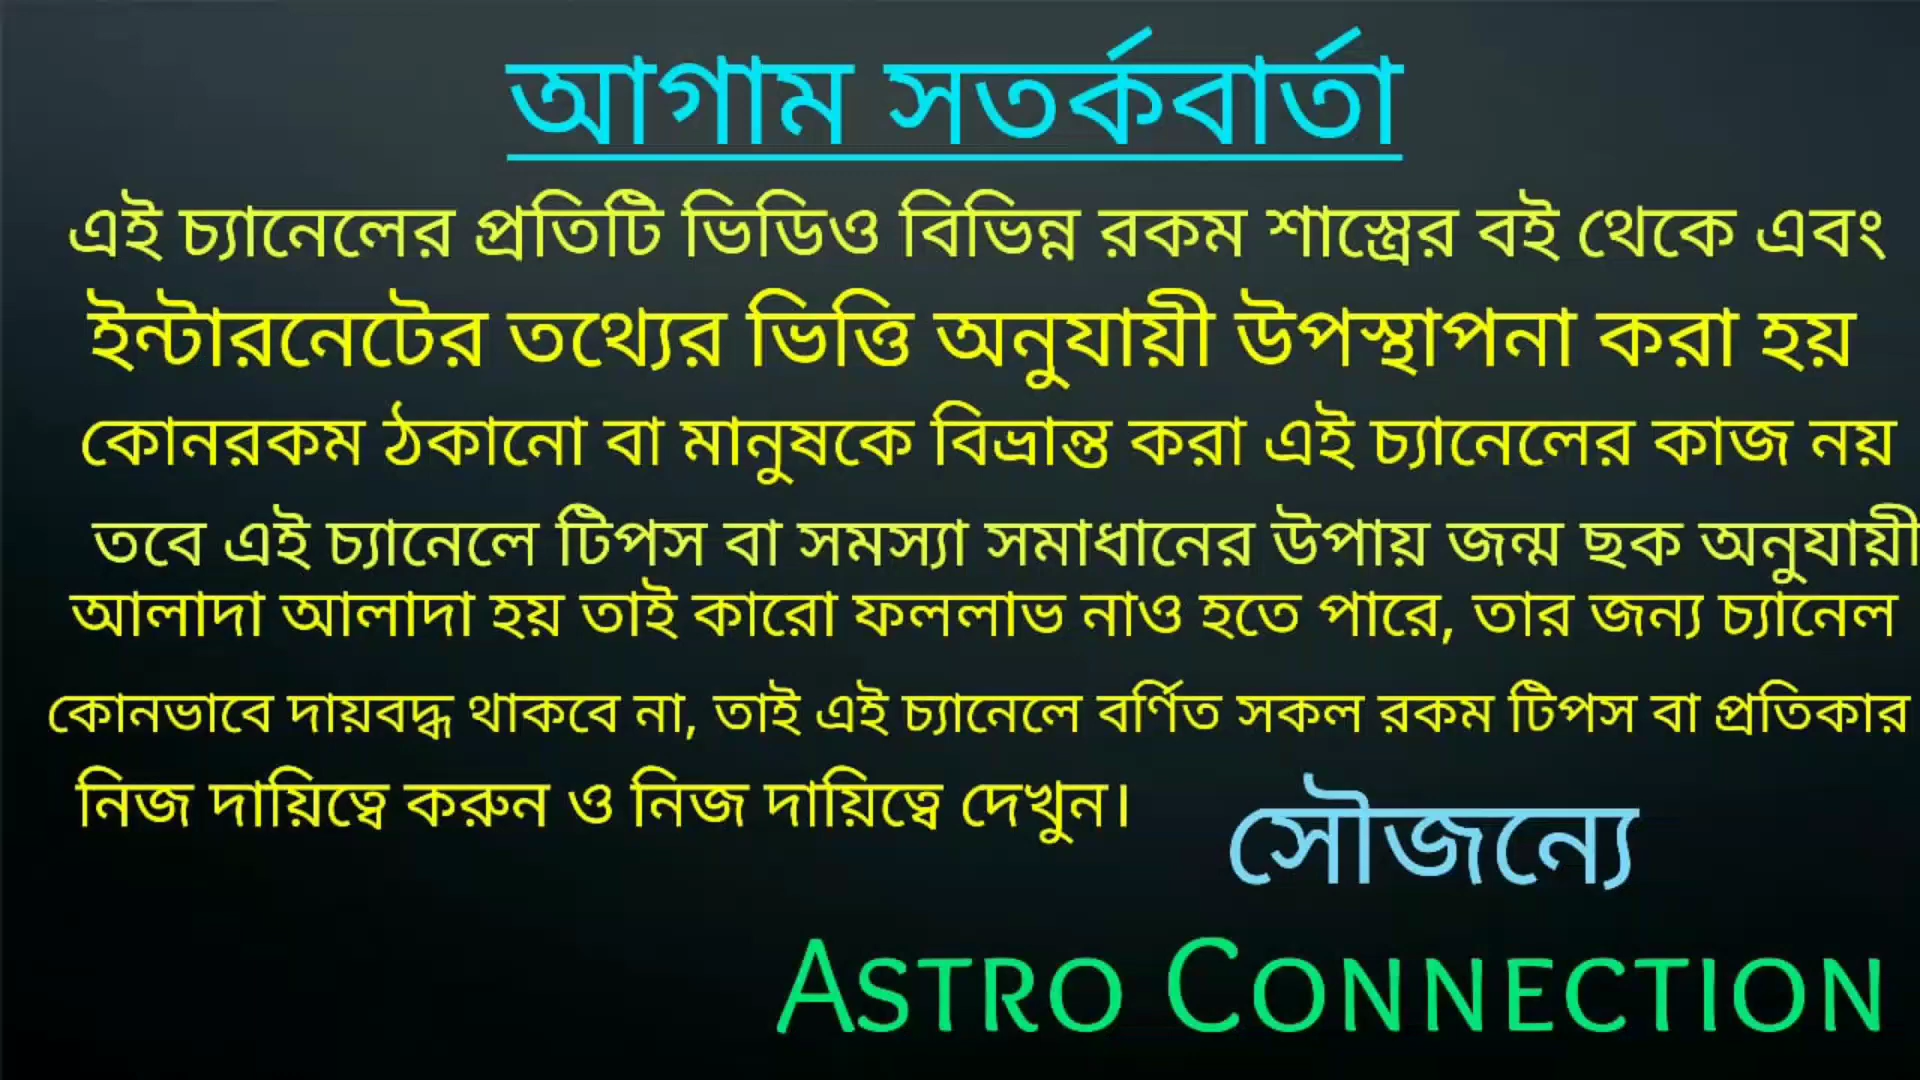 আগাম সতর্কবার্তা
এই চ্যানেলের প্রতিটি ভিডিও বিভিন্ন রকম শাস্ত্রের বই থেকে এবং
ইন্টারনেটের তথ্যের ভিত্তি অনুযায়ী উপস্থাপনা করা হয়
কোনরকম ঠকানো বা মানুষকে বিভ্রান্ত করা এই চ্যানেলের কাজ নয়
তবে এই চ্যানেলে টিপস বা সমস্যা সমাধানের উপায় জন্ম ছক অনুযায়ী
আলাদা আলাদা হয় তাই কারো ফললাভ নাও হতে পারে, তার জন্য চ্যানেল
কোনভাবে দায়বদ্ধ থাকবে না, তাই এই চ্যানেলে বর্ণিত সকল রকম টিপস বা প্রতিকার
নিজ দায়িত্বে করুন ও নিজ দায়িত্বে দেখুন।
সৌজন্যে
ASTRO CONNECTION